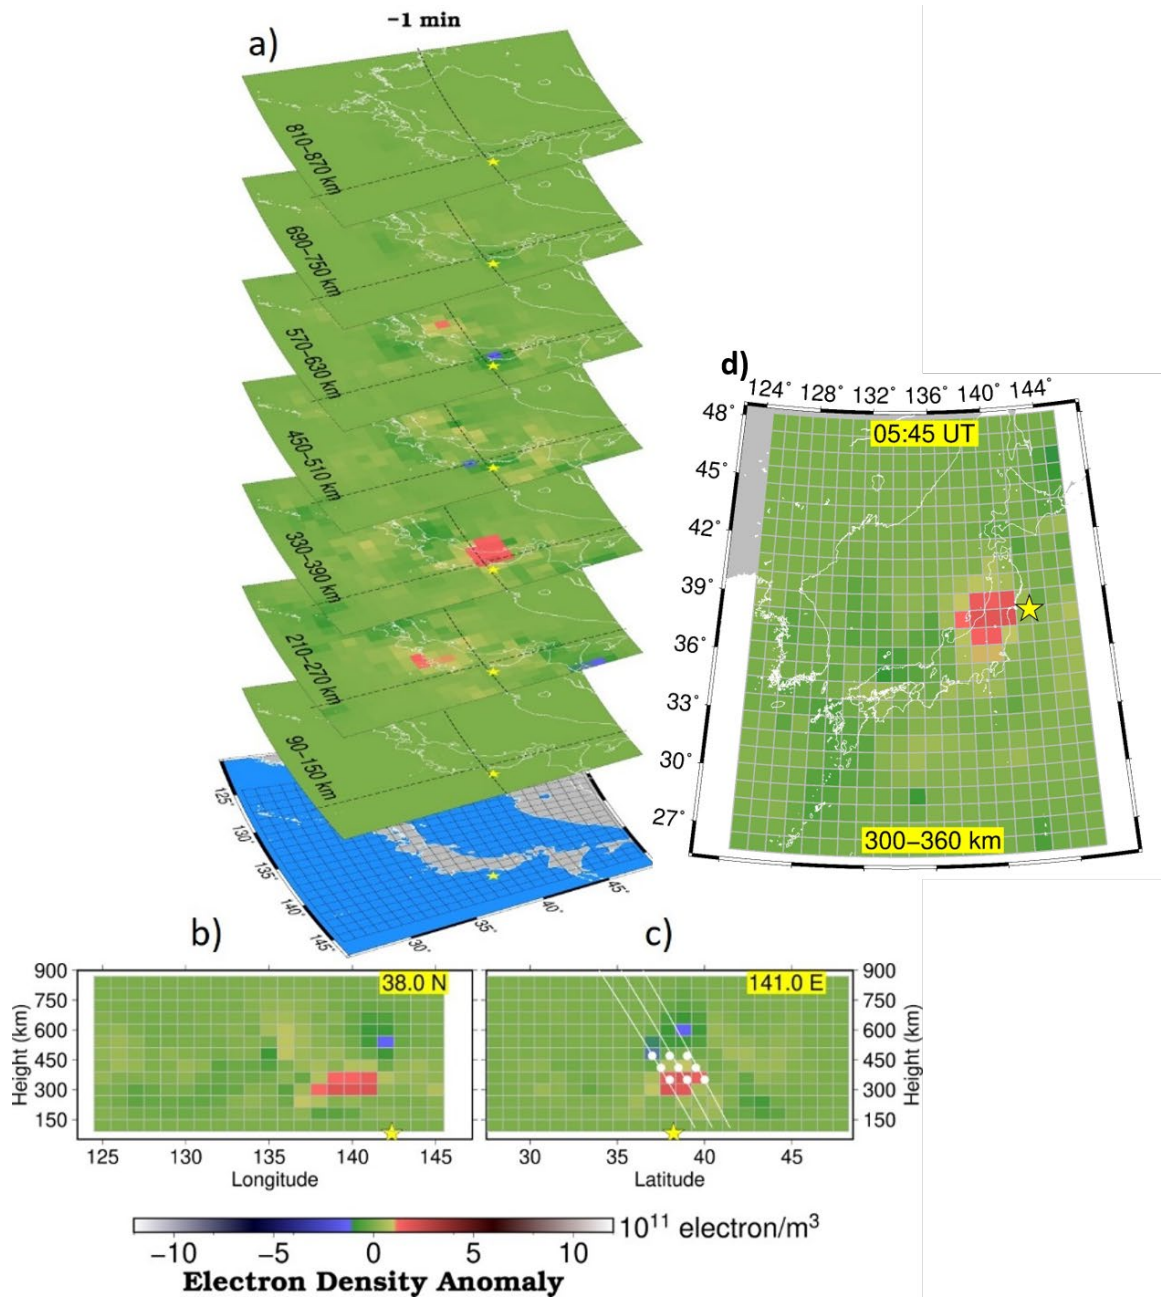 −1 min
a)
810−870 km
690−750 km
570−630 km
450−510 km
330−390 km
210−270 km
90−150 km
125˚
130˚
135˚
140˚
145˚
30˚
35˚
40˚
45˚
d)
124˚ 128˚ 132˚ 136˚ 140˚ 144˚
48˚
45˚
42˚
39˚
36˚
33˚
30˚
27˚
05:45 UT
300−360 km
b)
38.0 N
Height (km)
900
750
600
450
300
150
125 130 135 140 145
Longitude
c)
141.0 E
900
750
600
450
300
150
Height (km)
30 35 40 45
Latitude
−10 −5 0 5 10
10¹¹ electron/m³
Electron Density Anomaly